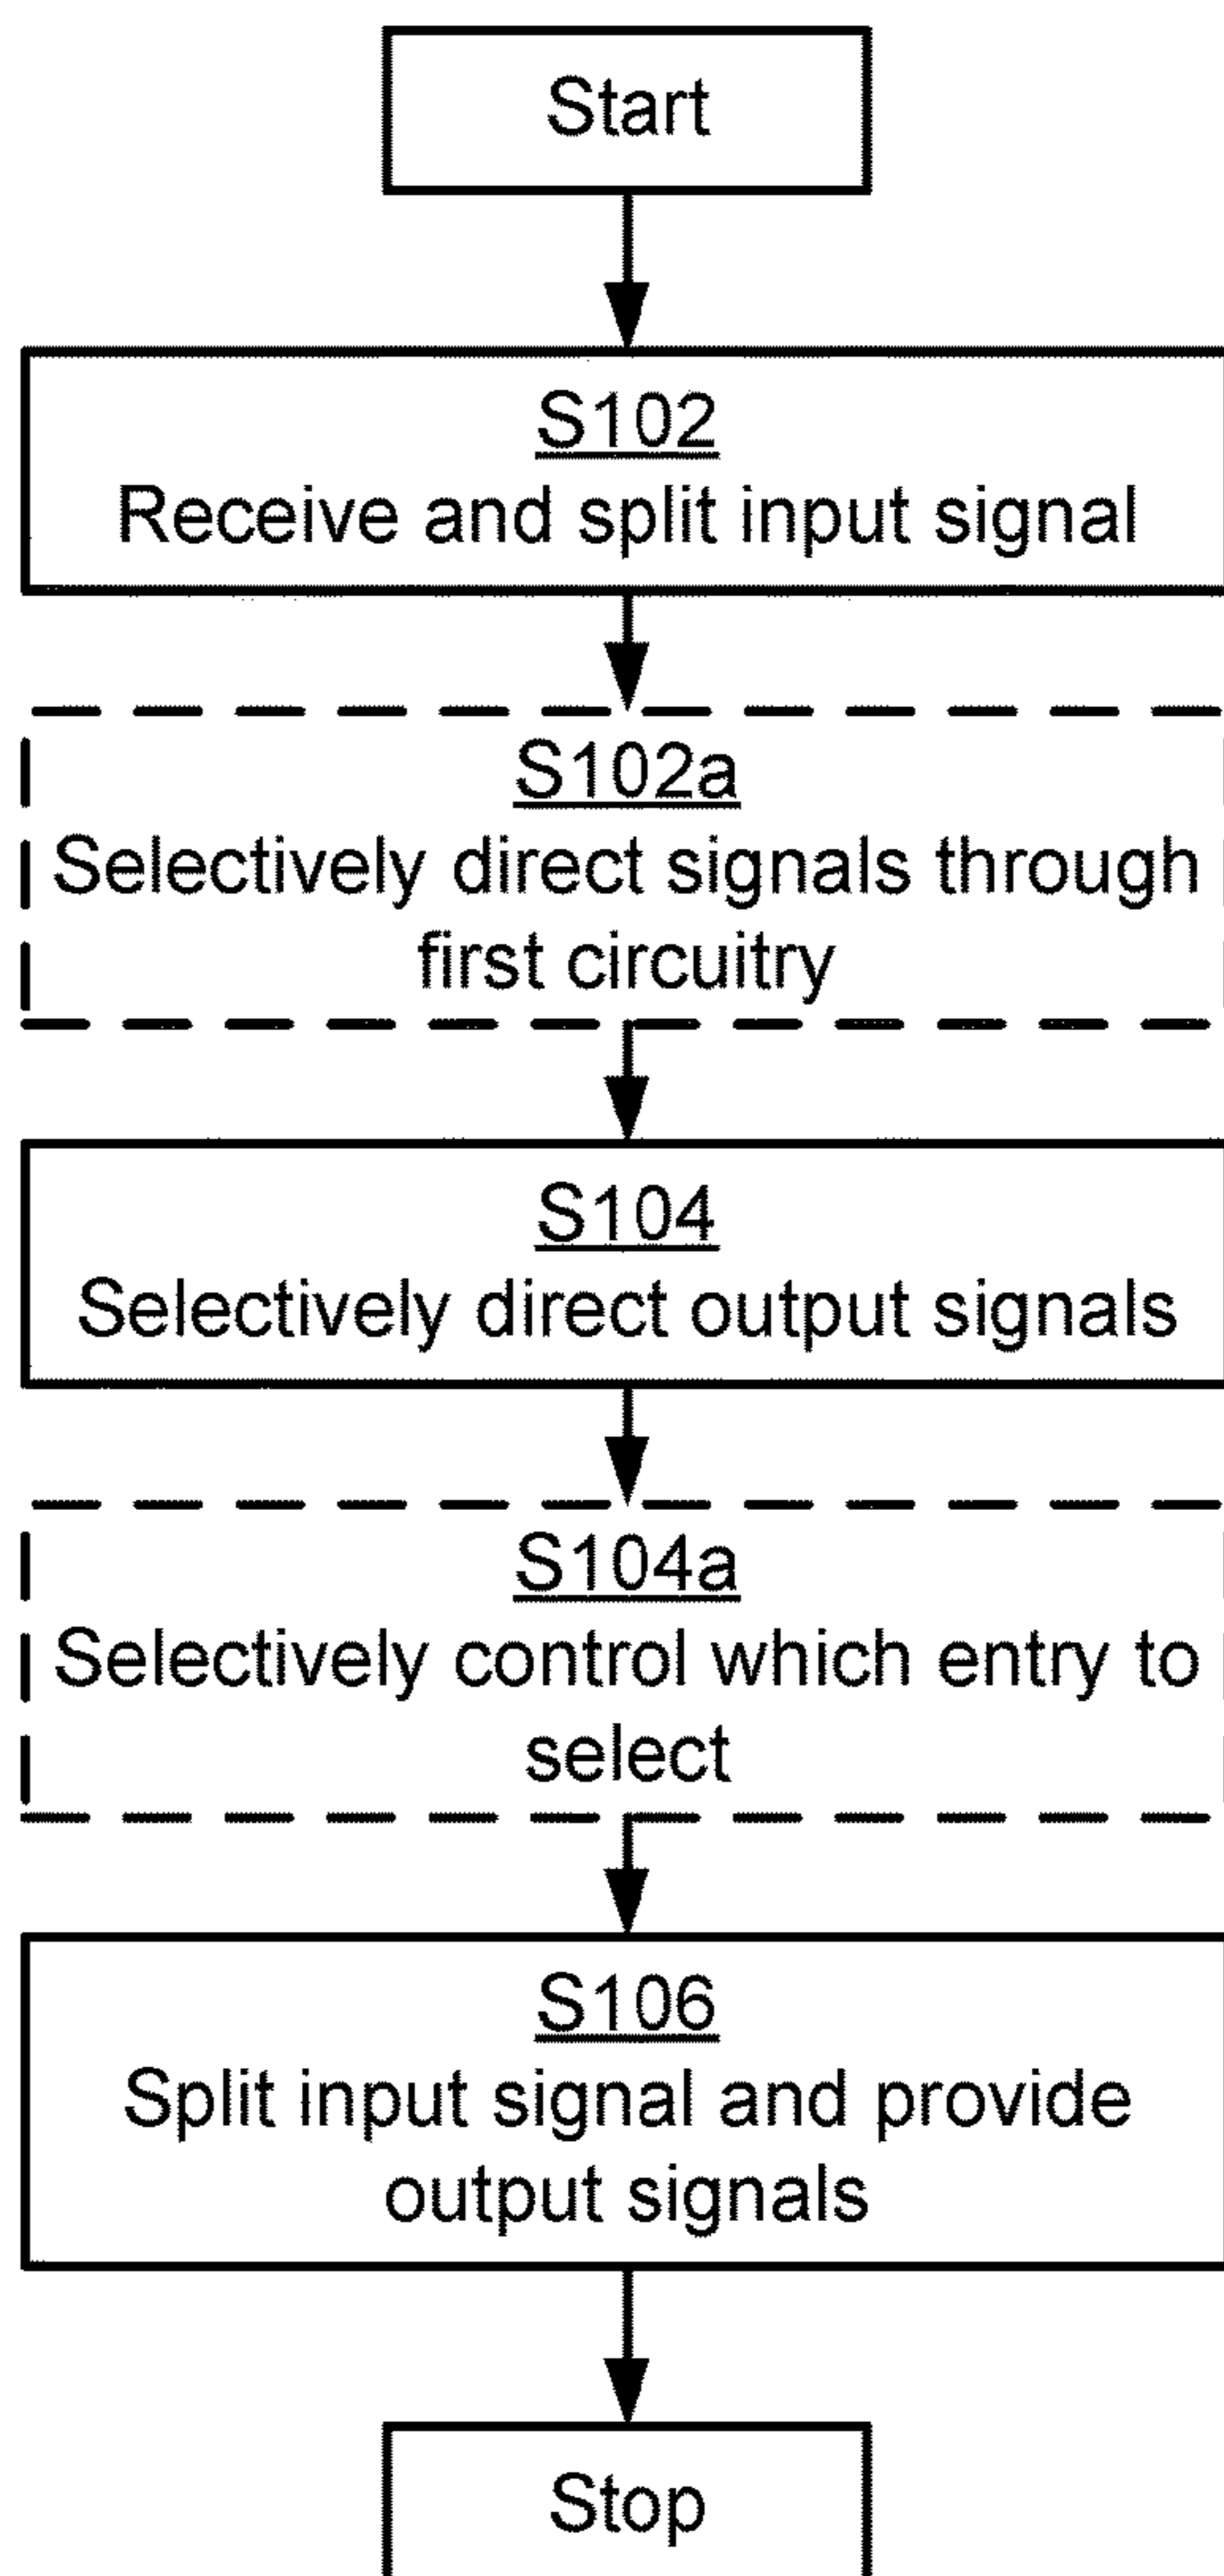 Start
S102
Receive and split input signal
S102a
Selectively direct signals through
first circuitry
S104
Selectively direct output signals
S104a
Selectively control which entry to
select
S106
Split input signal and provide
output signals
Stop